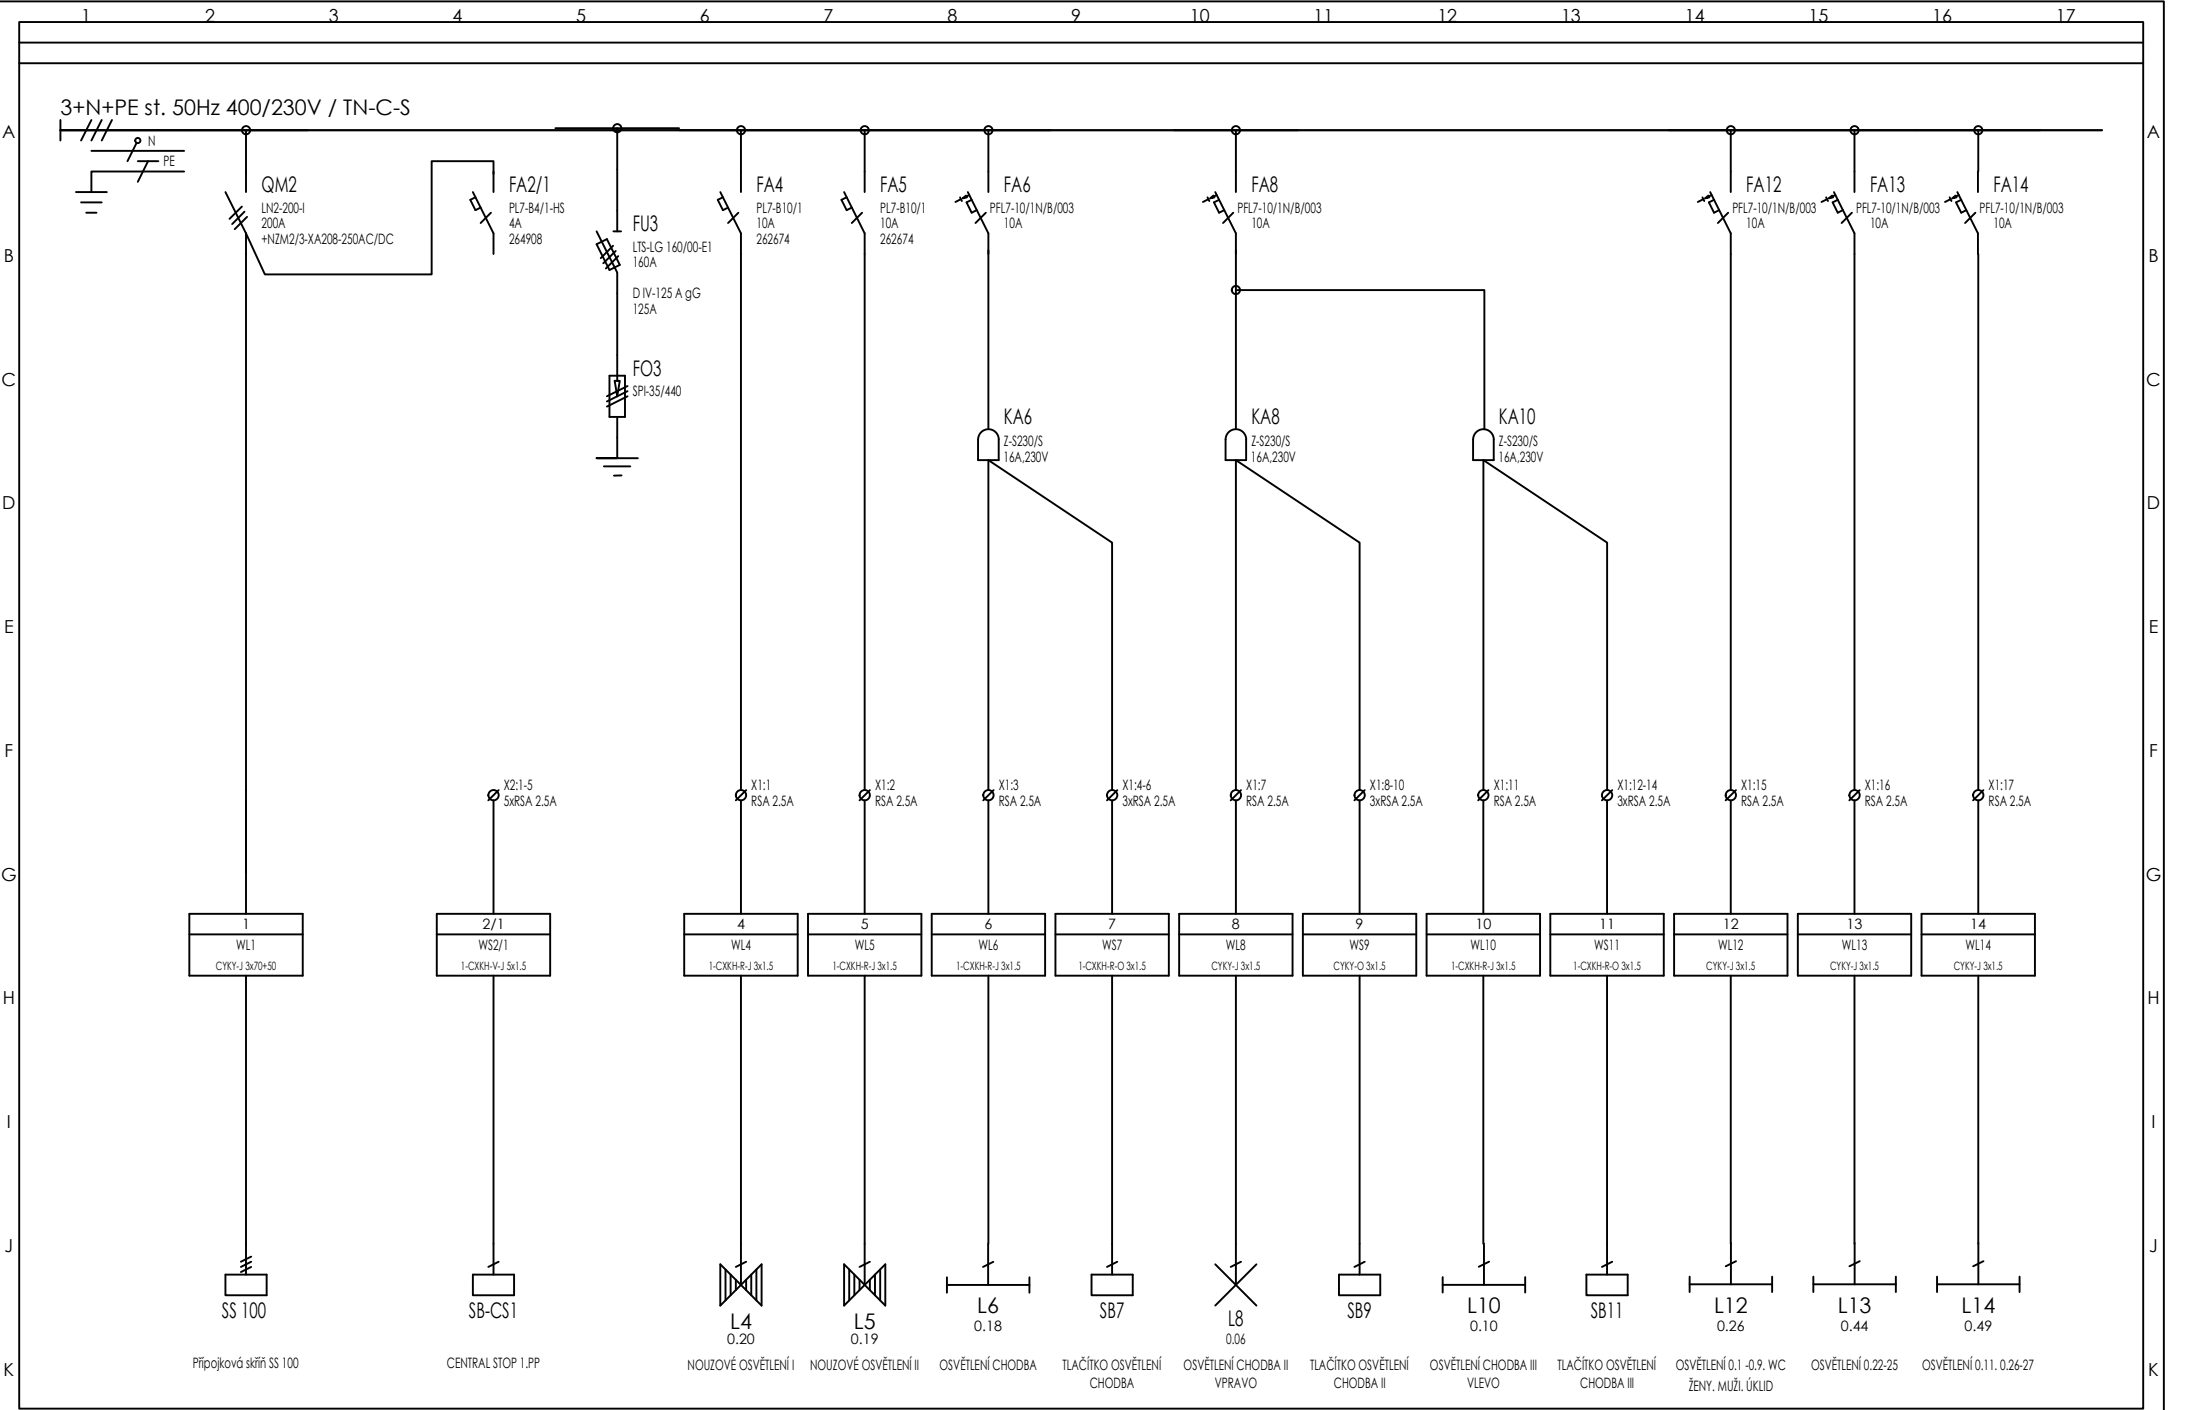 1 2 3 4 5 6 7 8 9 10 11 12 13 14 15 16 17
3+N+PE st. 50Hz 400/230V / TN-C-S
A A
N
PE
QM2
LN2-200-I
200A
+NZM2/3-XA208-250AC/DC
FA2/1
PL7-B4/1-HS
4A
264908
FU3
LTS-LG 160/00-E1
160A
D IV-125 A gG
125A
FO3
SPI-35/440
FA4
PL7-B10/1
10A
262674
FA5
PL7-B10/1
10A
262674
FA6
PFL7-10/1N/B/003
10A
FA8
PFL7-10/1N/B/003
10A
FA12
PFL7-10/1N/B/003
10A
FA13
PFL7-10/1N/B/003
10A
FA14
PFL7-10/1N/B/003
10A
B B
C C
KA6
Z-S230/S
16A,230V
KA8
Z-S230/S
16A,230V
KA10
Z-S230/S
16A,230V
D D
E E
F F
X2:1-5
5xRSA 2.5A
X1:1
RSA 2.5A
X1:2
RSA 2.5A
X1:3
RSA 2.5A
X1:4-6
3xRSA 2.5A
X1:7
RSA 2.5A
X1:8-10
3xRSA 2.5A
X1:11
RSA 2.5A
X1:12-14
3xRSA 2.5A
X1:15
RSA 2.5A
X1:16
RSA 2.5A
X1:17
RSA 2.5A
G G
1
WL1
CYKY-J 3x70+50
2/1
WS2/1
1-CXKH-V-J 5x1.5
4
WL4
1-CXKH-R-J 3x1.5
5
WL5
1-CXKH-R-J 3x1.5
6
WL6
1-CXKH-R-J 3x1.5
7
WS7
1-CXKH-R-O 3x1.5
8
WL8
CYKY-J 3x1.5
9
WS9
CYKY-O 3x1.5
10
WL10
1-CXKH-R-J 3x1.5
11
WS11
1-CXKH-R-O 3x1.5
12
WL12
CYKY-J 3x1.5
13
WL13
CYKY-J 3x1.5
14
WL14
CYKY-J 3x1.5
H H
I I
J J
SS 100
Přípojková skříň SS 100
SB-CS1
CENTRAL STOP 1.PP
L4
0.20
NOUZOVÉ OSVĚTLENÍ I
L5
0.19
NOUZOVÉ OSVĚTLENÍ II
L6
0.18
OSVĚTLENÍ CHODBA
SB7
TLAČÍTKO OSVĚTLENÍ
CHODBA
L8
0.06
OSVĚTLENÍ CHODBA II
VPRAVO
SB9
TLAČÍTKO OSVĚTLENÍ
CHODBA II
L10
0.10
OSVĚTLENÍ CHODBA III
VLEVO
SB11
TLAČÍTKO OSVĚTLENÍ
CHODBA III
L12
0.26
OSVĚTLENÍ 0.1 -0.9. WC
ŽENY. MUŽI. ÚKLID
L13
0.44
OSVĚTLENÍ 0.22-25
L14
0.49
OSVĚTLENÍ 0.11. 0.26-27
K K